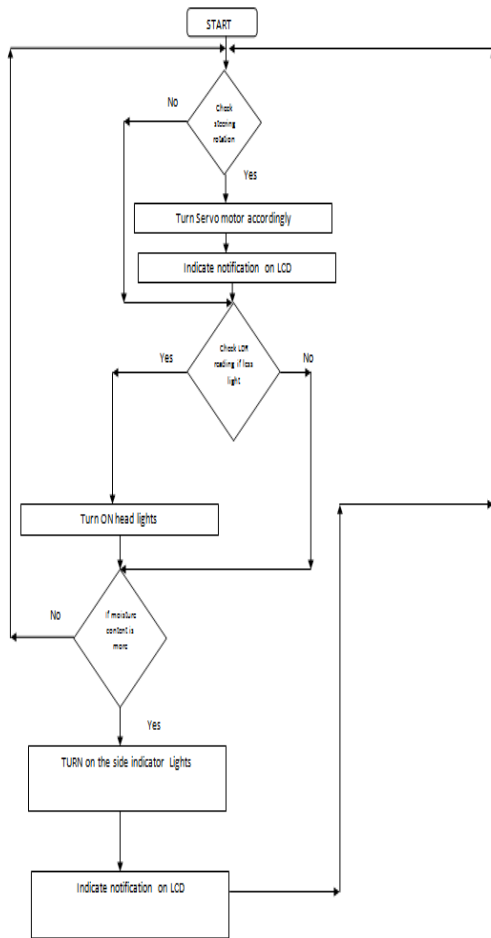 START
No
Check
steering
rotation
Yes
Turn Servo motor accordingly
Indicate notification on LCD
Yes
Check LDR
reading if less
light
No
Turn ON head lights
No
If moisture
content is
more
Yes
TURN on the side indicator Lights
Indicate notification on LCD